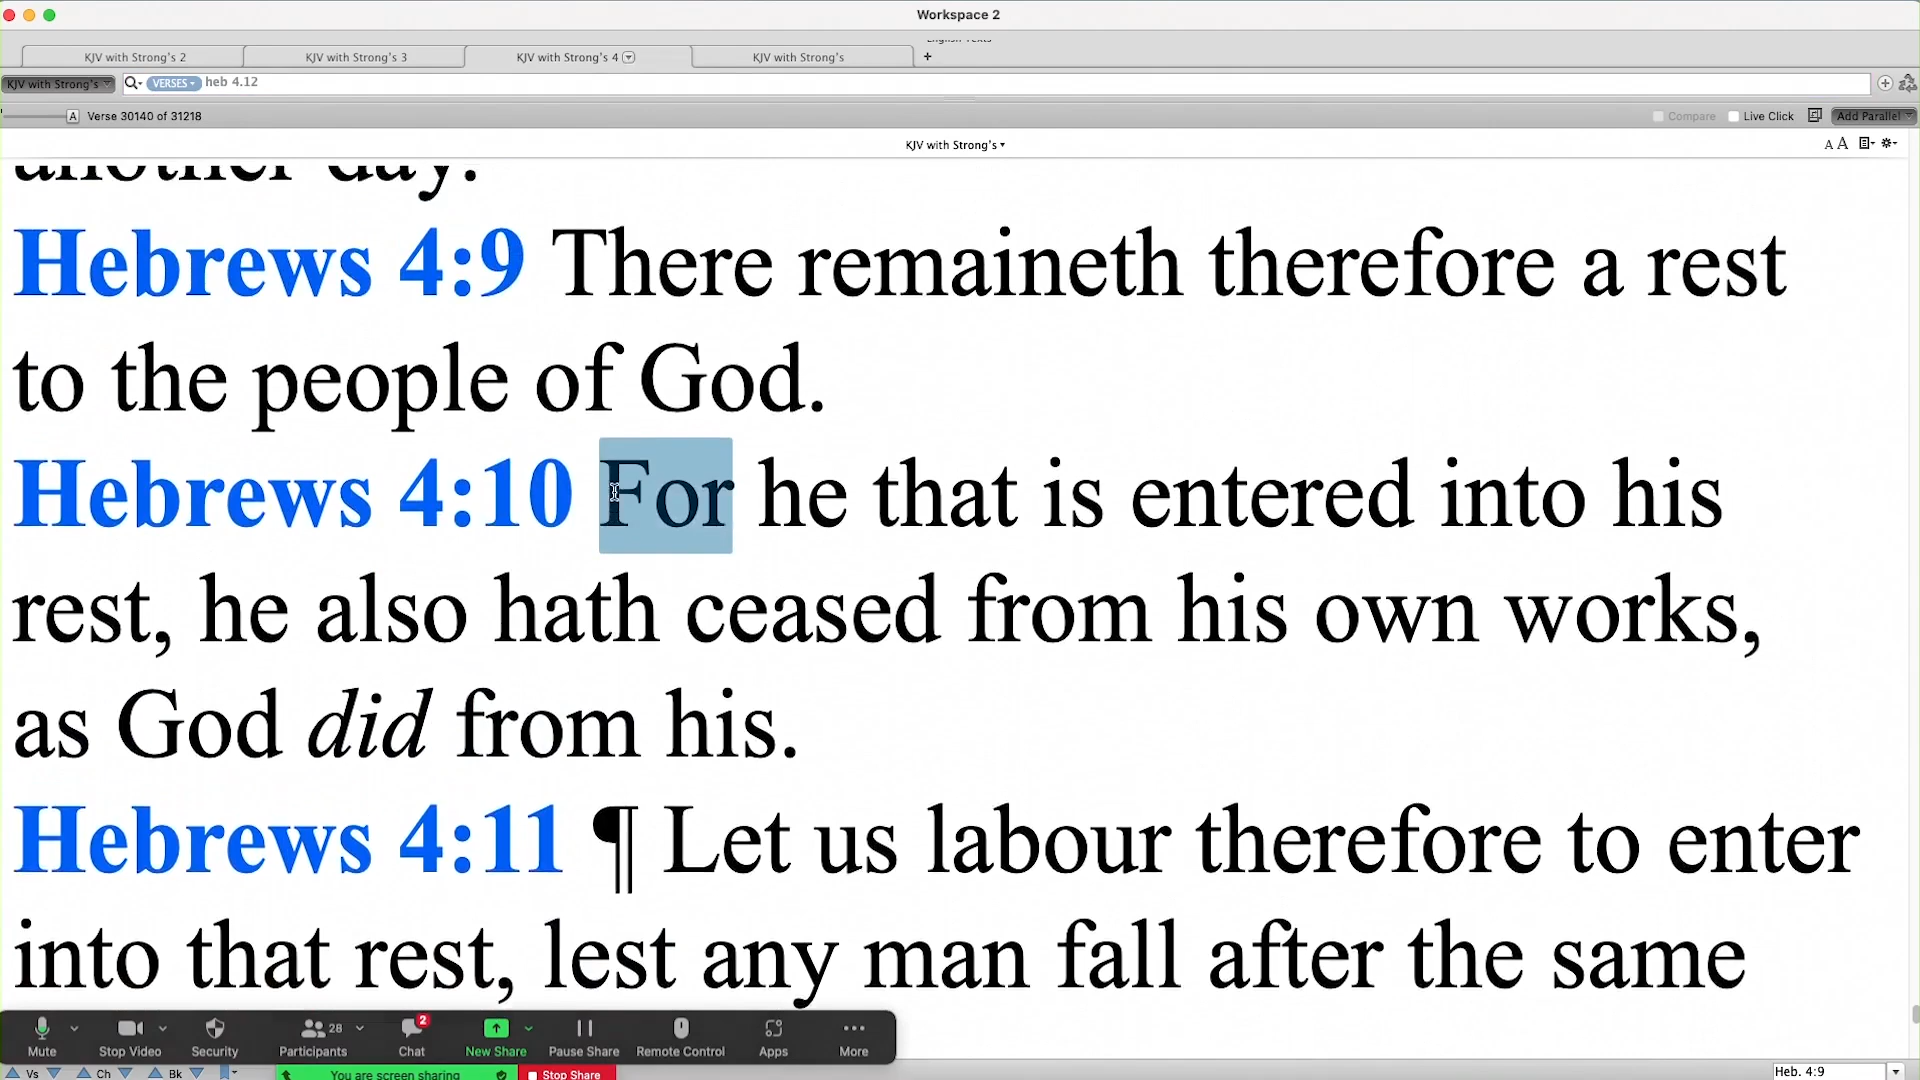 Workspace 2
English Texts
KJV with Strong's 2
KJV with Strong's 3
KJV with Strong's 4
KJV with Strong's
+
KJV with Strong's
VERSES
heb 4.12
A
Verse 30140 of 31218
Compare
Live Click
Add Parallel
KJV with Strong's
A A
another day.
Hebrews 4:9 There remaineth therefore a rest
to the people of God.
Hebrews 4:10 For he that is entered into his
rest, he also hath ceased from his own works,
as God did from his.
Hebrews 4:11 ¶ Let us labour therefore to enter
into that rest, lest any man fall after the same
Mute
Stop Video
Security
28
Participants
2
Chat
New Share
Pause Share
Remote Control
Apps
More
Vs
Ch
Bk
You are screen sharing
Stop Share
Heb. 4:9